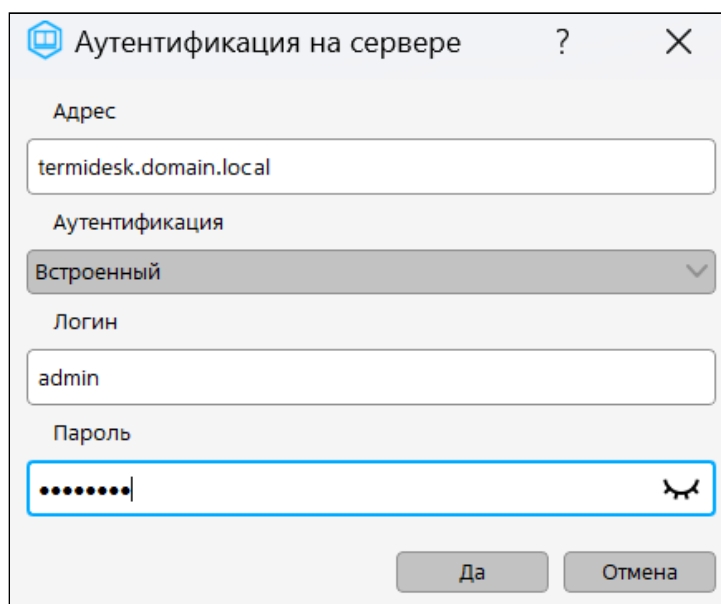 Аутентификация на сервере ?
Адрес
termidesk.domain.local
Аутентификация
Встроенный
Логин
admin
Пароль
••••••••
Да Отмена